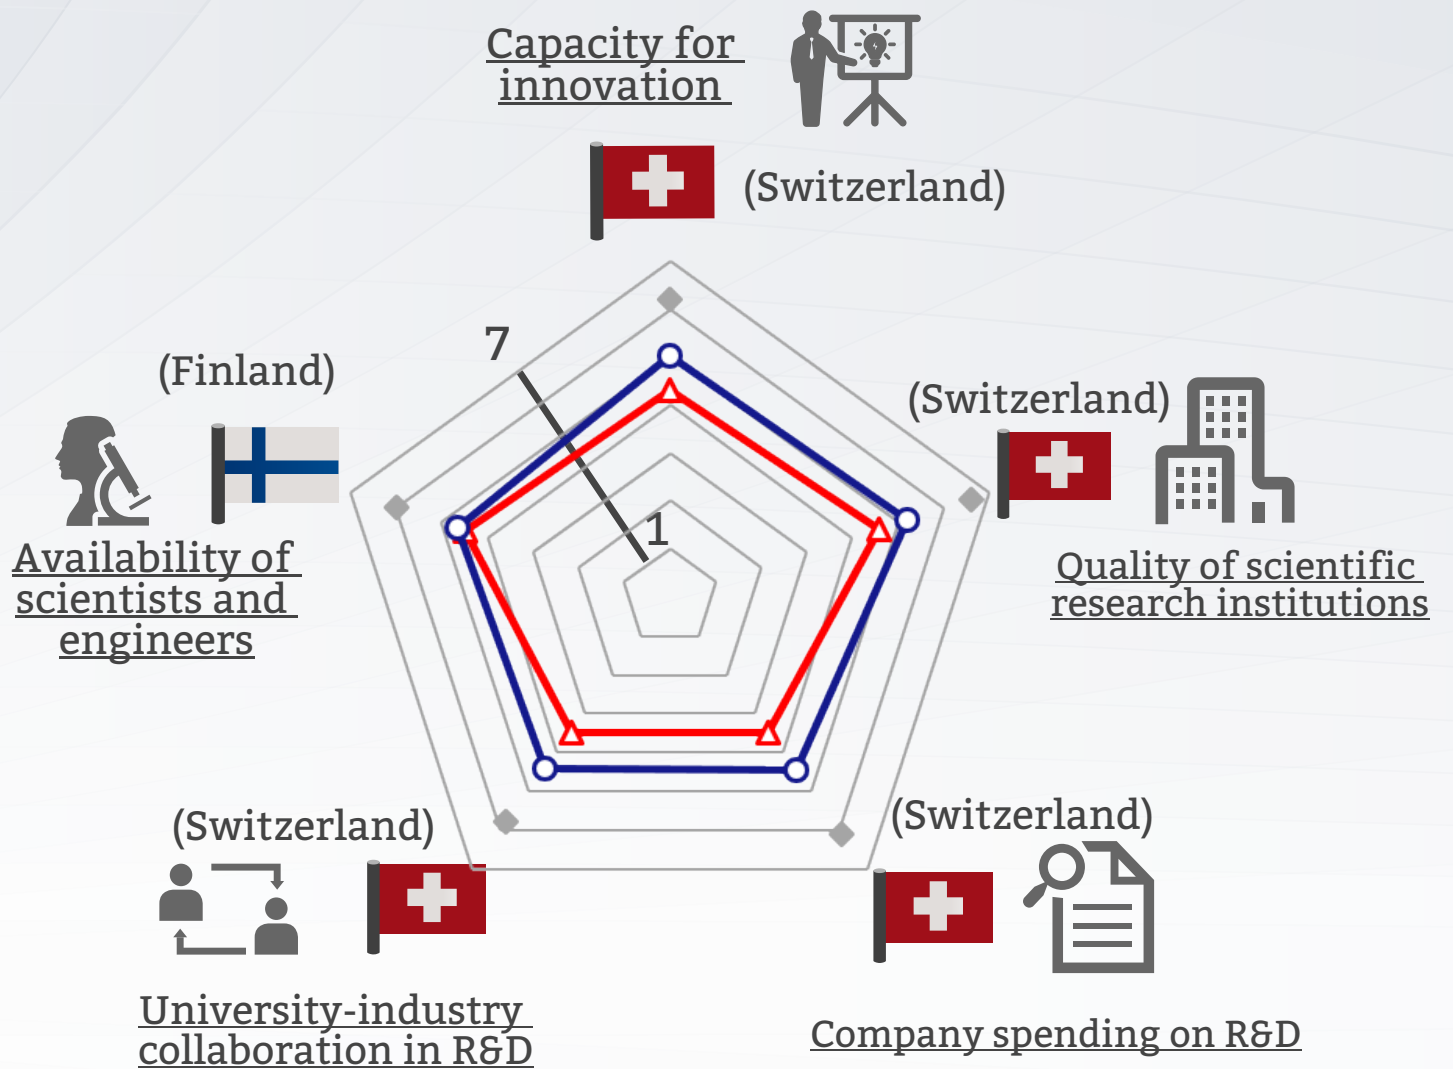 Capacity for
innovation
(Switzerland)
7
(Finland)
(Switzerland)
1
Availability of
scientists and
engineers
Quality of scientific
research institutions
(Switzerland)
(Switzerland)
University-industry
collaboration in R&D
Company spending on R&D